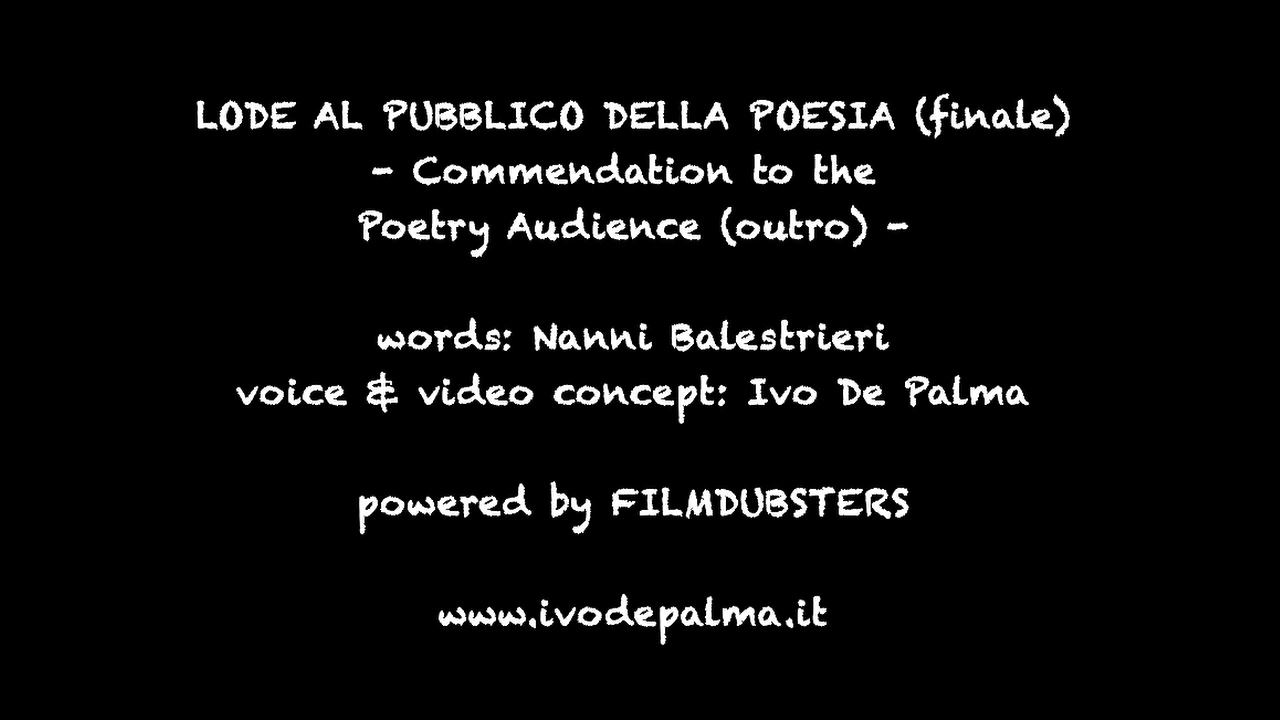 LODE AL PUBBLICO DELLA POESIA (finale)
- Commendation to the
Poetry Audience (outro) -
words: Nanni Balestrieri
voice & video concept: Ivo De Palma
powered by FILMDUBSTERS
www.ivodepalma.it